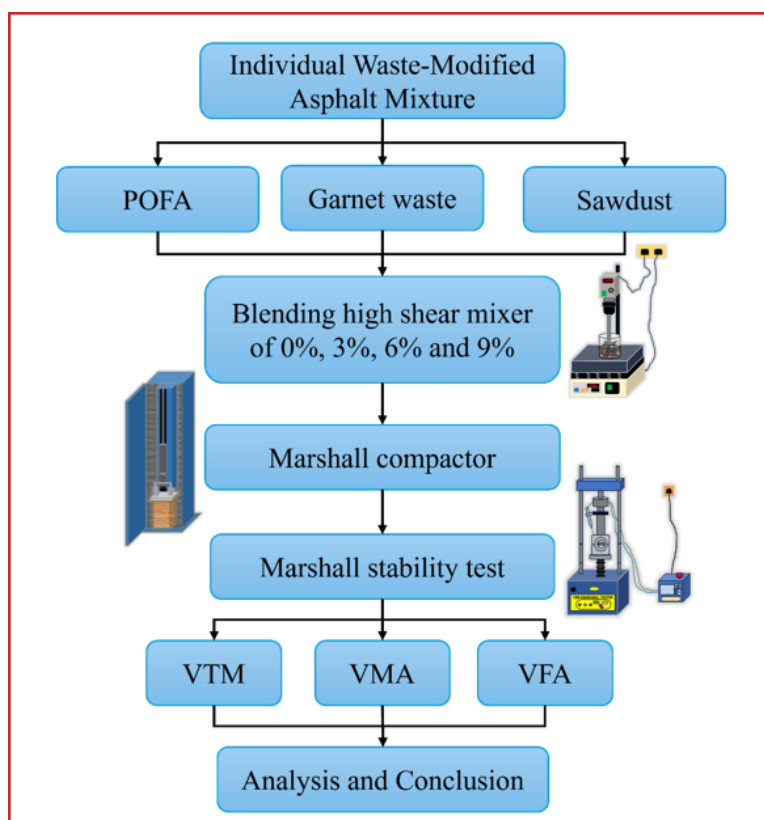 Individual Waste-Modified
Asphalt Mixture
POFA
Garnet waste
Sawdust
Blending high shear mixer
of 0%, 3%, 6% and 9%
Marshall compactor
Marshall stability test
VTM
VMA
VFA
Analysis and Conclusion